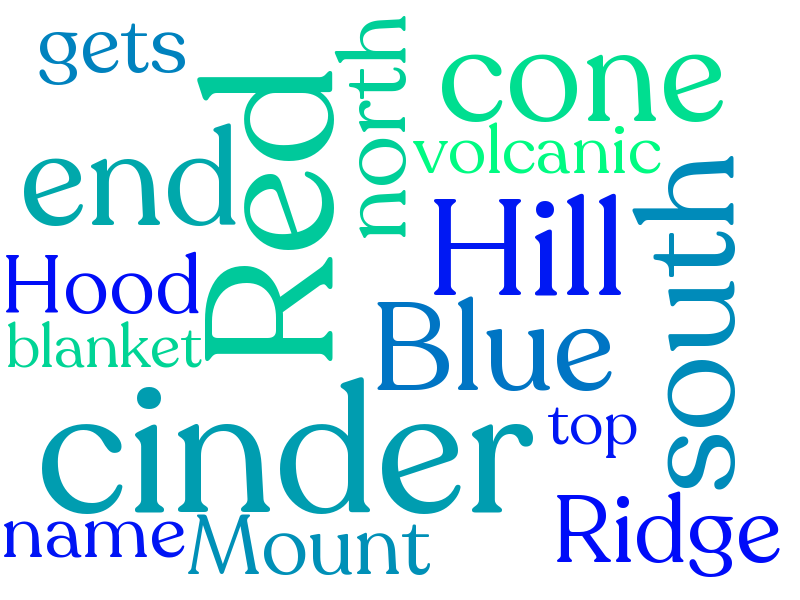 gets
north
cone
Red
volcanic
end
south
Hill
Hood
Blue
blanket
cinder
top
Ridge
name
Mount